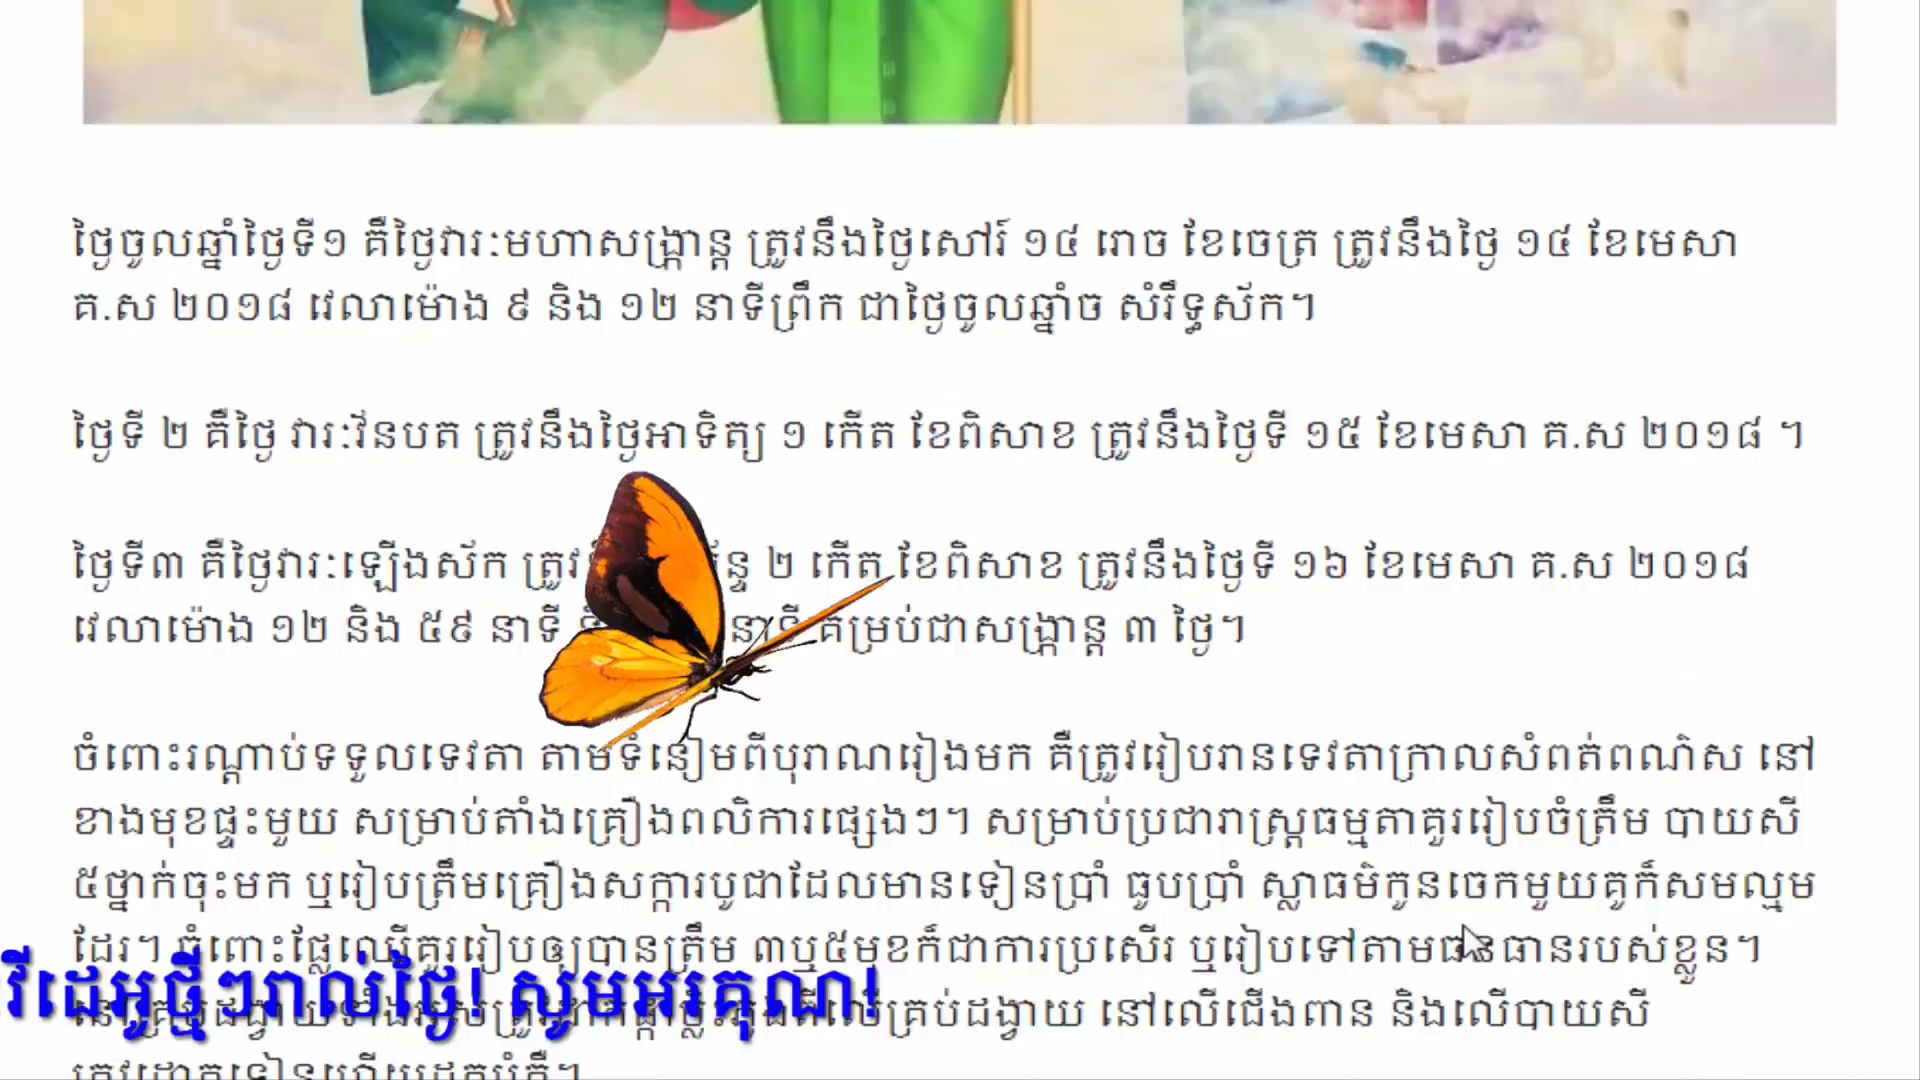 ថ្ងៃចូលឆ្នាំថ្ងៃទី១ គឺថ្ងៃវារៈមហាសង្ក្រាន្ត ត្រូវនឹងថ្ងៃសៅរ៍ ១៤ រោច ខែចេត្រ ត្រូវនឹងថ្ងៃ ១៤ ខែមេសា
គ.ស ២០១៨ វេលាម៉ោង ៩ និង ១២ នាទីព្រឹក ជាថ្ងៃចូលឆ្នាំច សំរឹទ្ធស័ក។
ថ្ងៃទី ២ គឺថ្ងៃ វារៈវ័នបត ត្រូវនឹងថ្ងៃអាទិត្យ ១ កើត ខែពិសាខ ត្រូវនឹងថ្ងៃទី ១៥ ខែមេសា គ.ស ២០១៨ ។
ថ្ងៃទី៣ គឺថ្ងៃវារៈឡើងស័ក ២ កើត ខែពិសាខ ត្រូវនឹងថ្ងៃទី ១៦ ខែមេសា គ.ស ២០១៨
វេលាម៉ោង ១២ និង ៥៩ នាទី នាទី គម្រប់ជាសង្ក្រាន្ត ៣ ថ្ងៃ។
ចំពោះរណ្តាប់ទទួលទេវតា តាមទំនៀមពីបុរាណរៀងមក គឺត្រូវរៀបរានទេវតាក្រាលសំពត់ពណ៌ស នៅ
ខាងមុខផ្ទះមួយ សម្រាប់តាំងគ្រឿងពលិការផ្សេងៗ។ សម្រាប់ប្រជារាស្ត្រធម្មតាគួររៀបចំត្រឹម បាយសី
៥ថ្នាក់ចុះមក ឬរៀបត្រឹមគ្រឿងសក្ការបូជាដែលមានទៀនប្រាំ ធូបប្រាំ ស្លាធម៌កូនចេកមួយគូក៏សមល្មម
ដែរ។ ចំពោះផ្លែឈើគួររៀបឲ្យបានត្រឹម ៣ឬ៥មុខក៏ជាការប្រសើរ ឬរៀបទៅតាមធនធានរបស់ខ្លួន។
គ្រប់ដង្វាយ នៅលើជើងពាន និងលើបាយសី
វីដេអូថ្មីៗរាល់ថ្ងៃ! សូមអរគុណ!